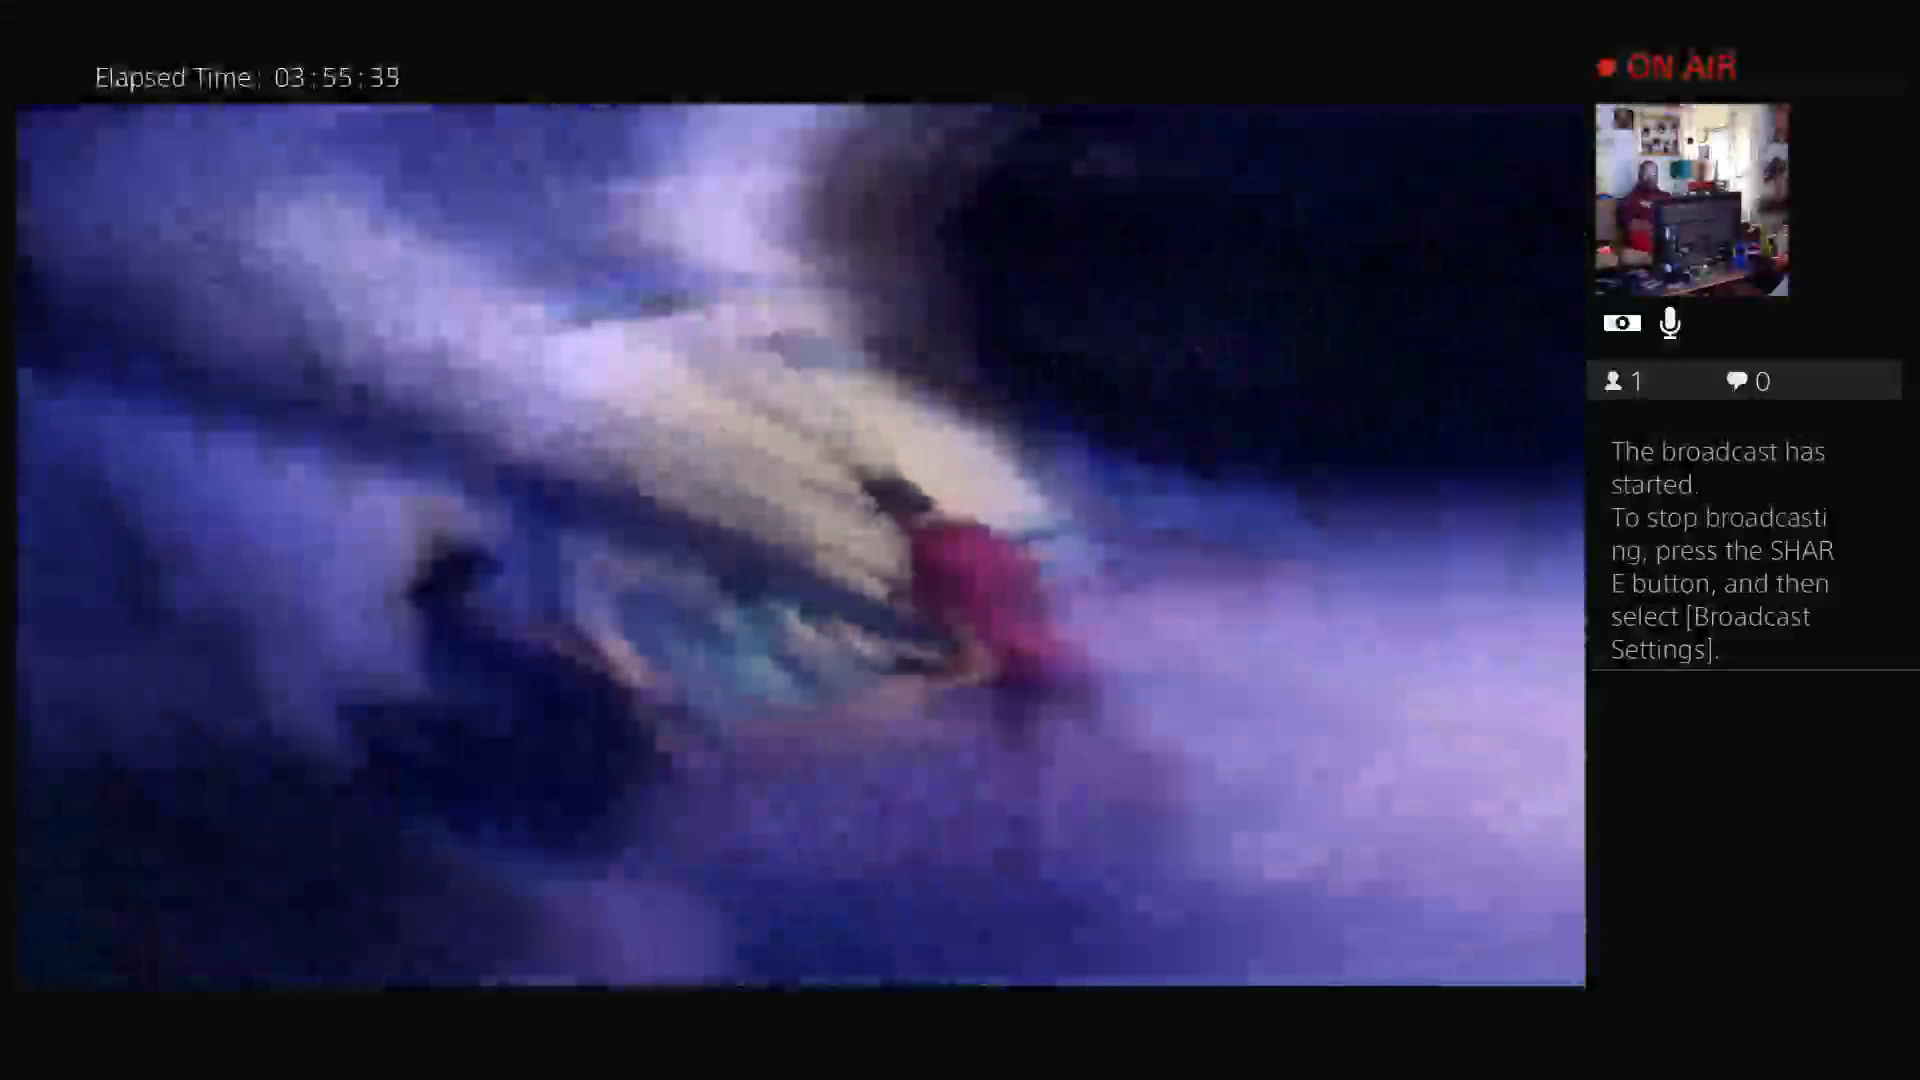 Elapsed Time: 03:55:39
ON AIR
1
0
The broadcast has
started.
To stop broadcasti
ng, press the SHAR
E button, and then
select [Broadcast
Settings].